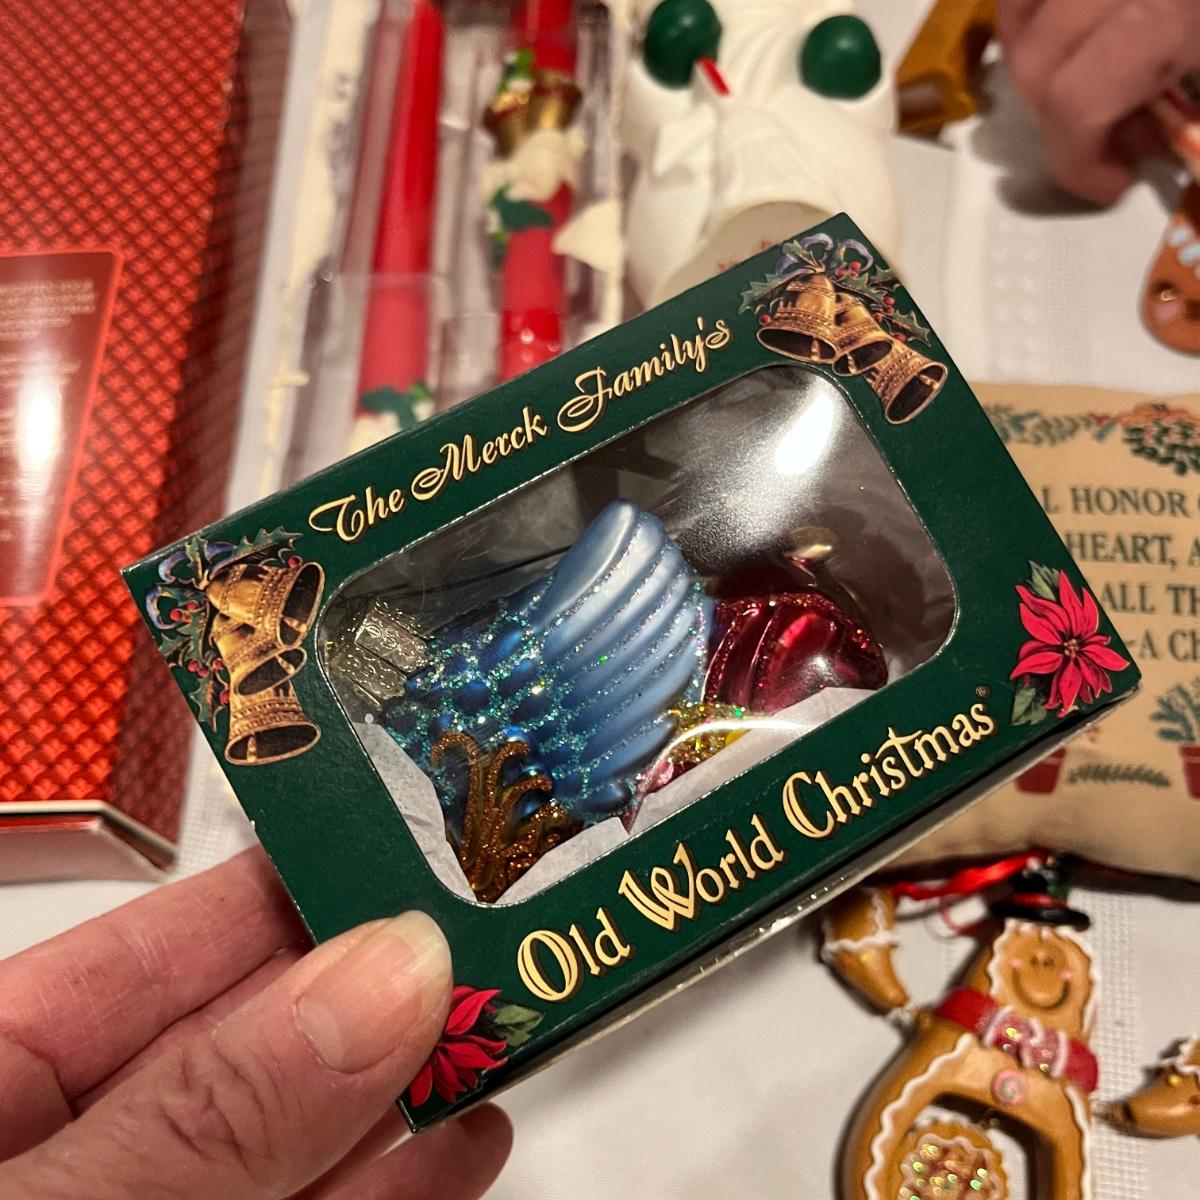 The Merck Family's
Old World Christmas®
L HONOR
HEART, A
ALL TH
-A CH